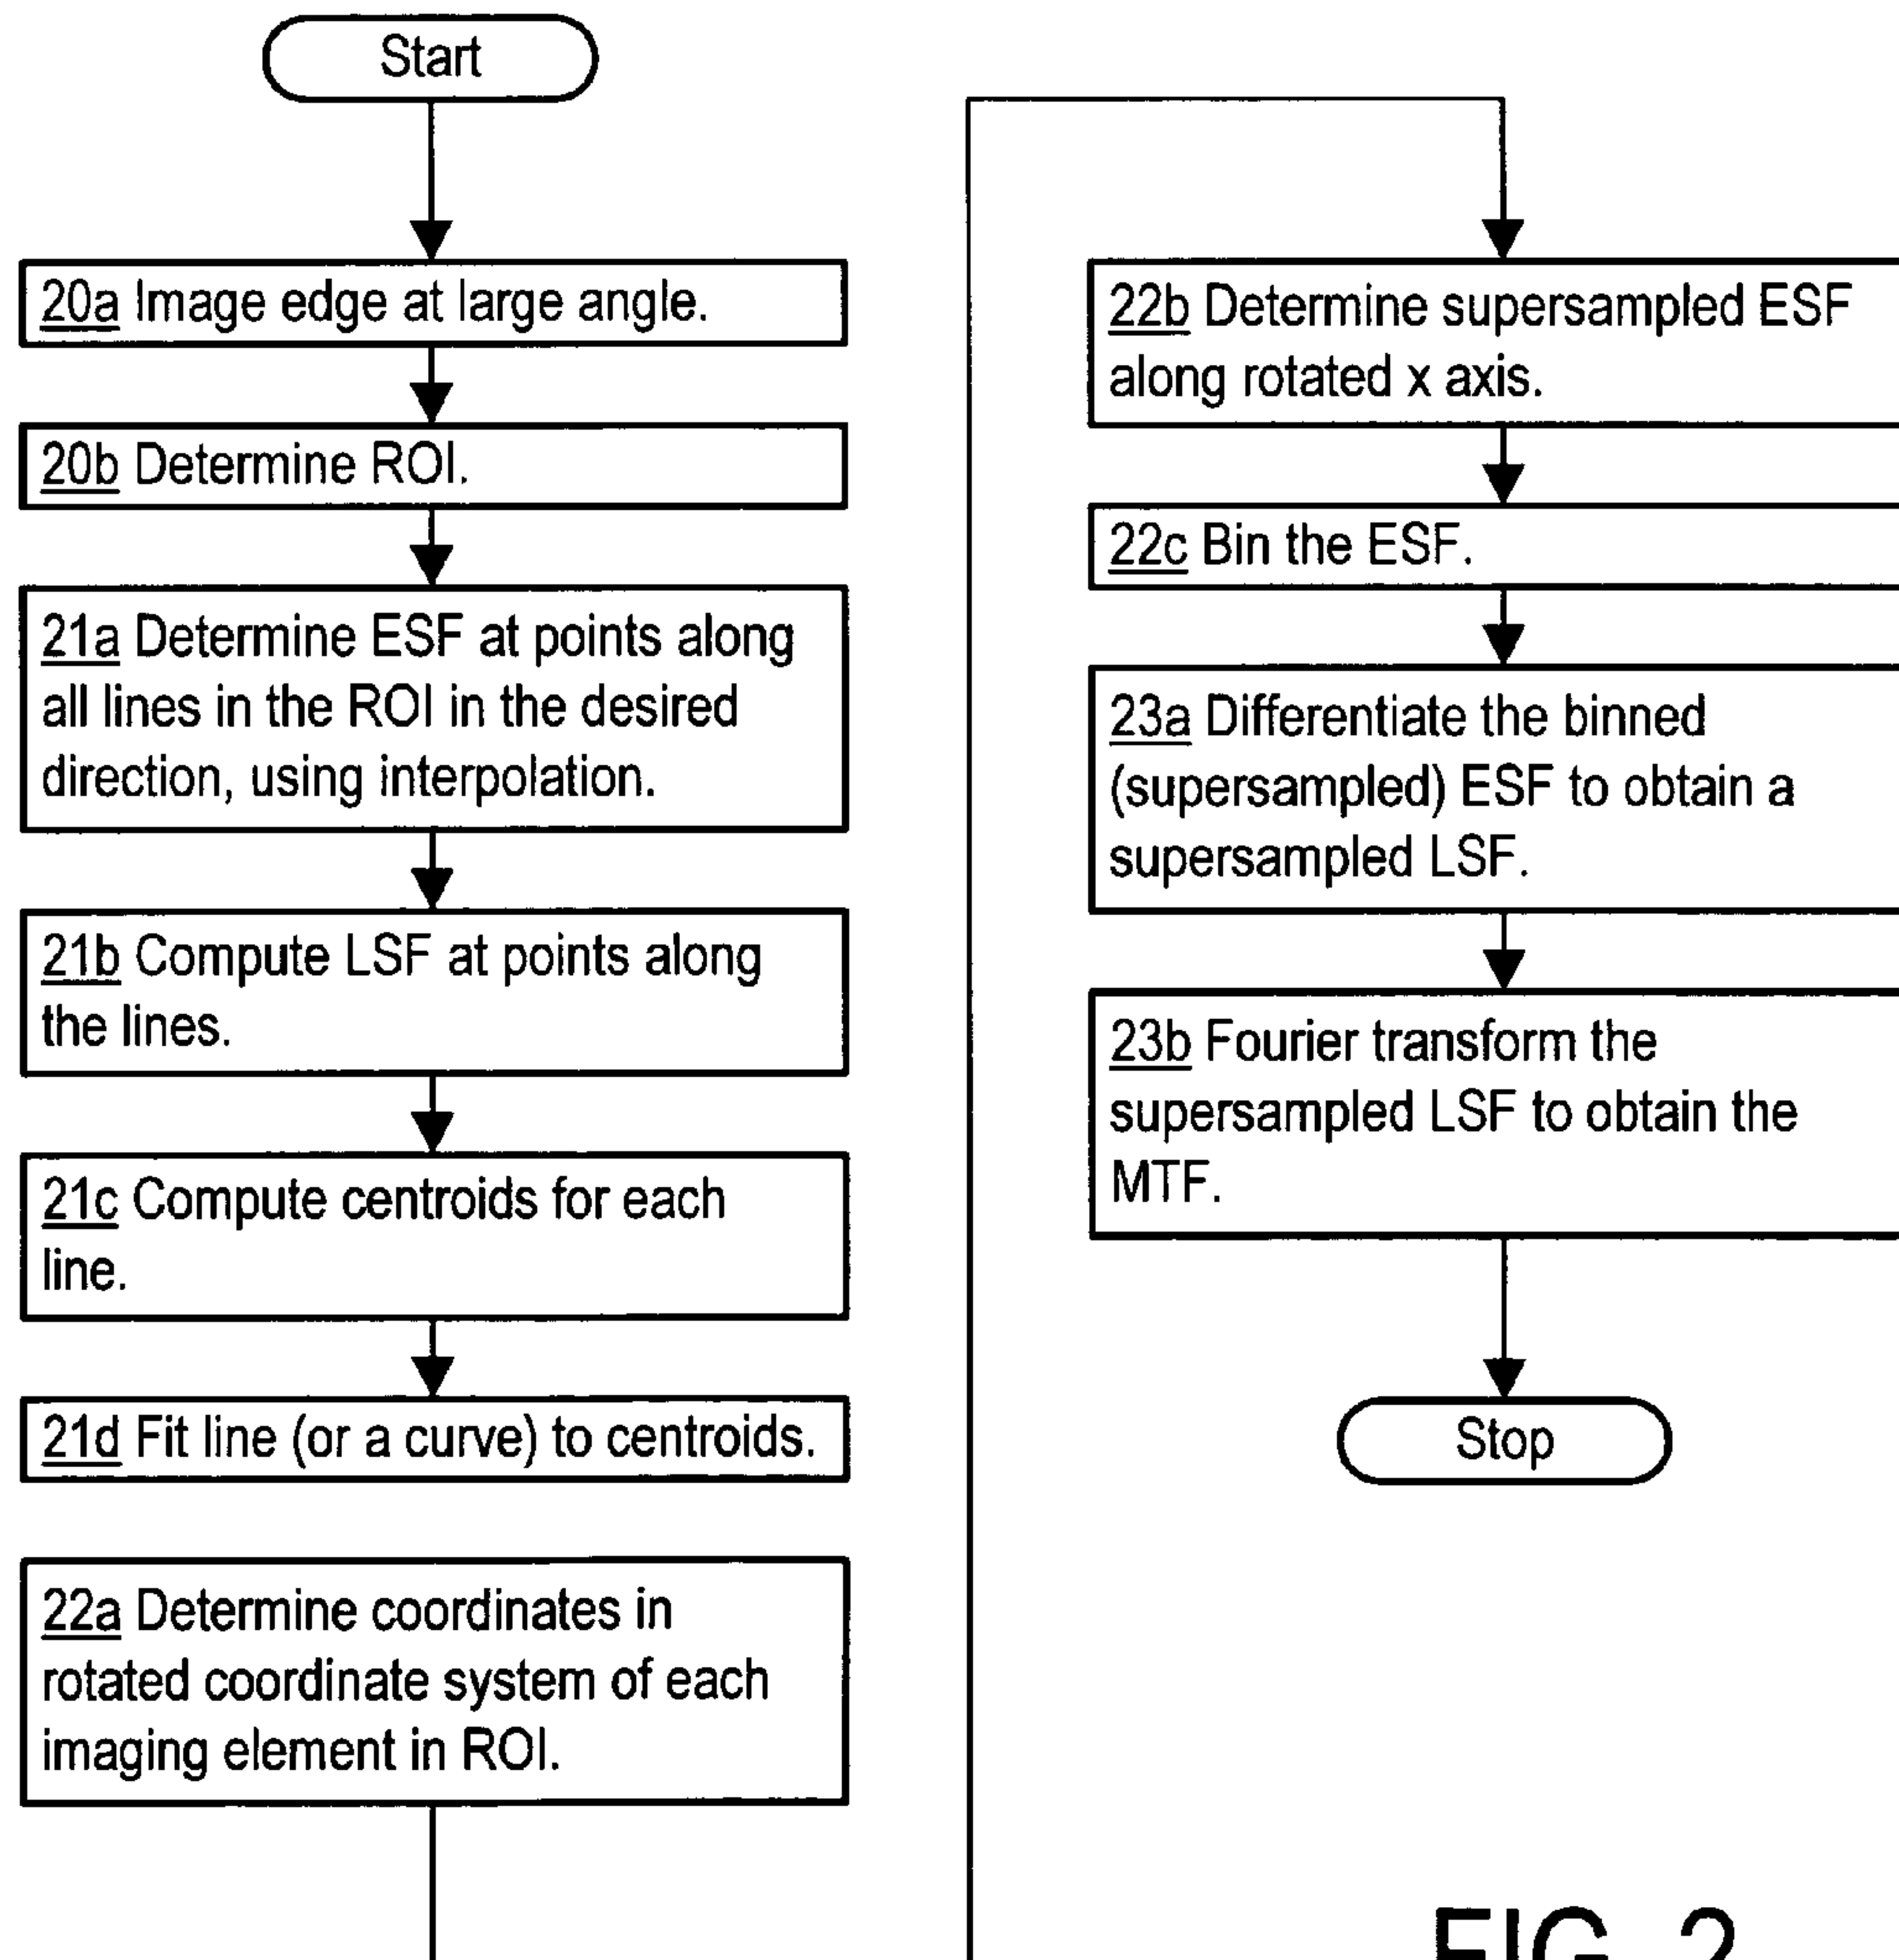 Start
20a Image edge at large angle.
20b Determine ROI.
21a Determine ESF at points along
all lines in the ROI in the desired
direction, using interpolation.
21b Compute LSF at points along
the lines.
21c Compute centroids for each
line.
21d Fit line (or a curve) to centroids.
22a Determine coordinates in
rotated coordinate system of each
imaging element in ROI.
22b Determine supersampled ESF
along rotated x axis.
22c Bin the ESF.
23a Differentiate the binned
(supersampled) ESF to obtain a
supersampled LSF.
23b Fourier transform the
supersampled LSF to obtain the
MTF.
Stop
FIG. 2